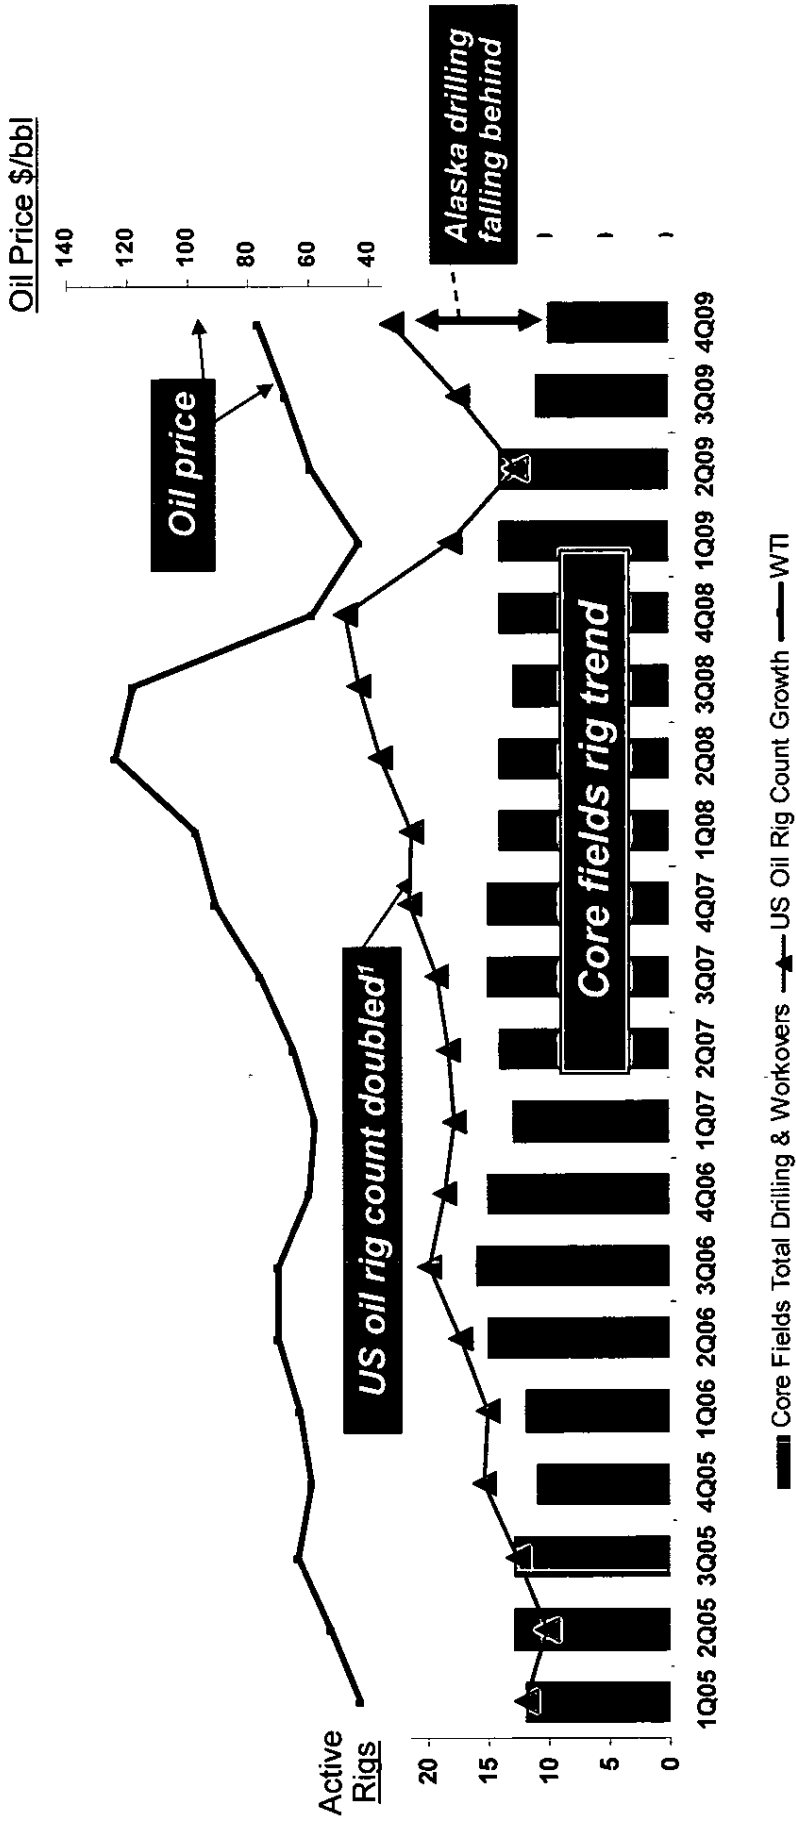 Oil Price $/bbl
140
120
100
80
60
40
Oil price
Alaska drilling
falling behind
US oil rig count doubled¹
Core fields rig trend
Active
Rigs
20
15
10
5
0
1Q05 2Q05 3Q05 4Q05 1Q06 2Q06 3Q06 4Q06 1Q07 2Q07 3Q07 4Q07 1Q08 2Q08 3Q08 4Q08 1Q09 2Q09 3Q09 4Q09
Core Fields Total Drilling & Workovers US Oil Rig Count Growth WTI